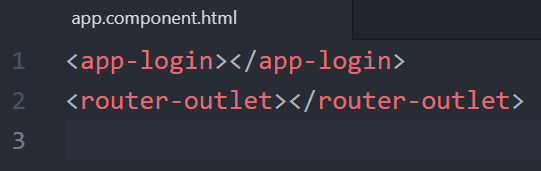 app.component.html
1 <app-login></app-login>
2 <router-outlet></router-outlet>
3